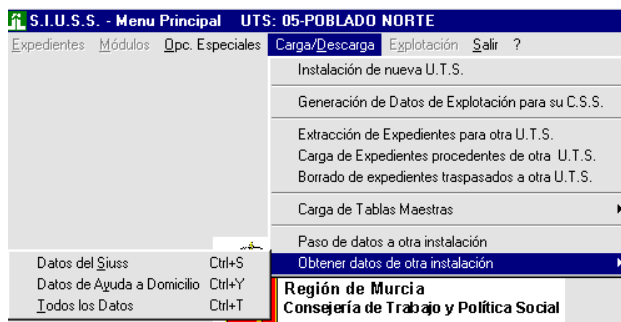 S.I.U.S.S. - Menu Principal UTS: 05-POBLADO NORTE
Expedientes Módulos Opc. Especiales Carga/Descarga Explotación Salir ?
Instalación de nueva U.T.S.
Generación de Datos de Explotación para su C.S.S.
Extracción de Expedientes para otra U.T.S.
Carga de Expedientes procedentes de otra U.T.S.
Borrado de expedientes traspasados a otra U.T.S.
Carga de Tablas Maestras
Paso de datos a otra instalación
Obtener datos de otra instalación
Datos del Siuss Ctrl+S
Datos de Ayuda a Domicilio Ctrl+Y
Todos los Datos Ctrl+T
Región de Murcia
Consejería de Trabajo y Política Social